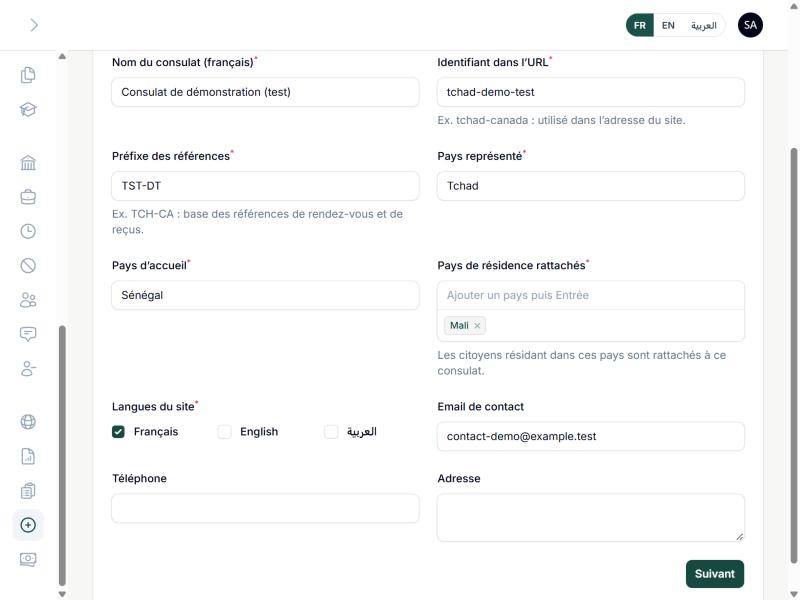 FR EN العربية SA
Nom du consulat (français)*
Consulat de démonstration (test)
Identifiant dans l’URL*
tchad-demo-test
Ex. tchad-canada : utilisé dans l’adresse du site.
Préfixe des références*
TST-DT
Ex. TCH-CA : base des références de rendez-vous et de
reçus.
Pays représenté*
Tchad
Pays d’accueil*
Sénégal
Pays de résidence rattachés*
Ajouter un pays puis Entrée
Mali ×
Les citoyens résidant dans ces pays sont rattachés à ce
consulat.
Langues du site*
Français English العربية
Email de contact
contact-demo@example.test
Téléphone
Adresse
Suivant